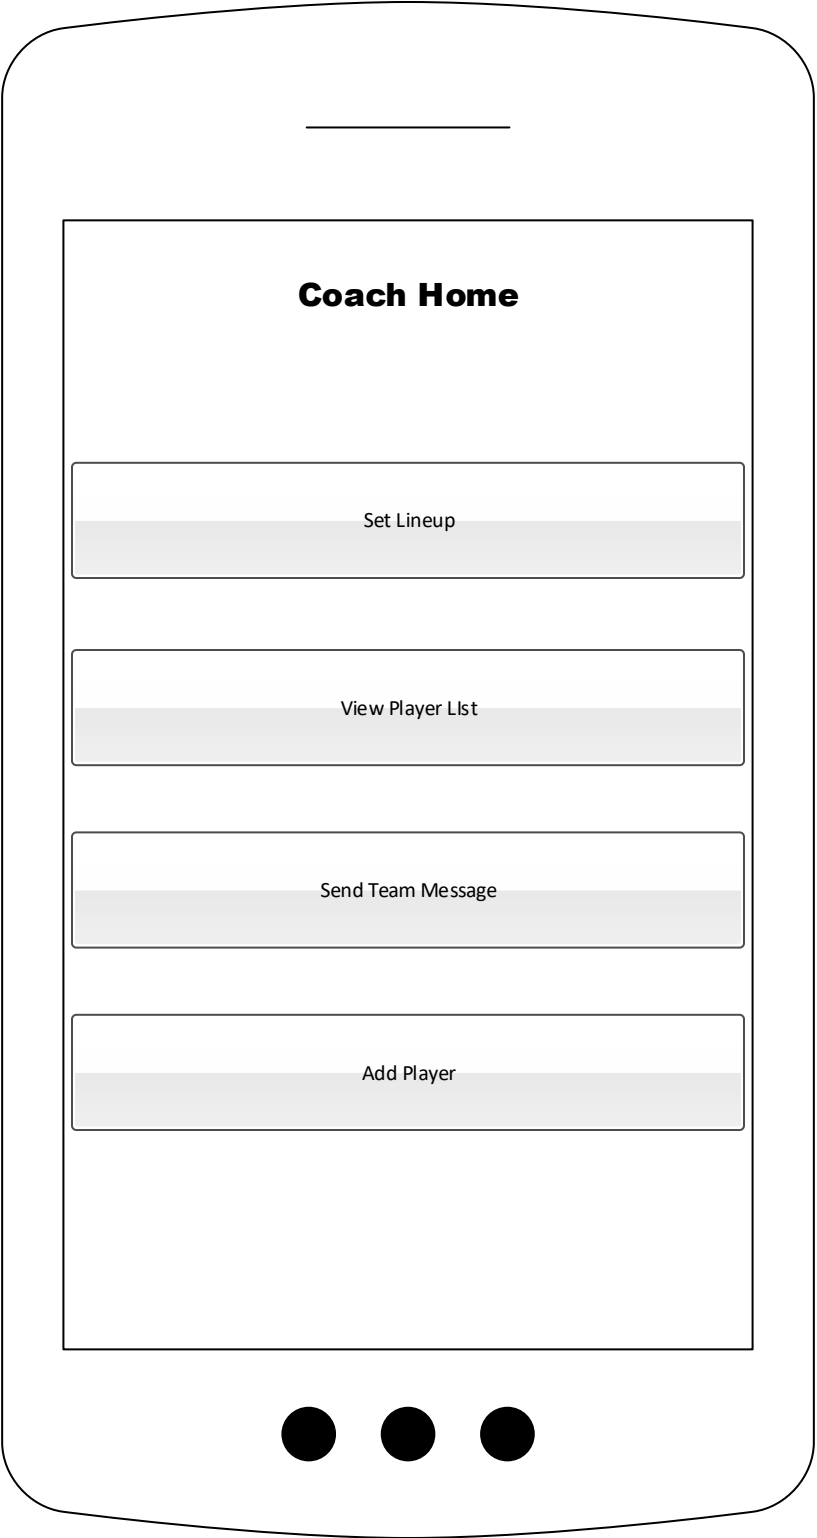 Coach Home
Set Lineup
View Player LIst
Send Team Message
Add Player